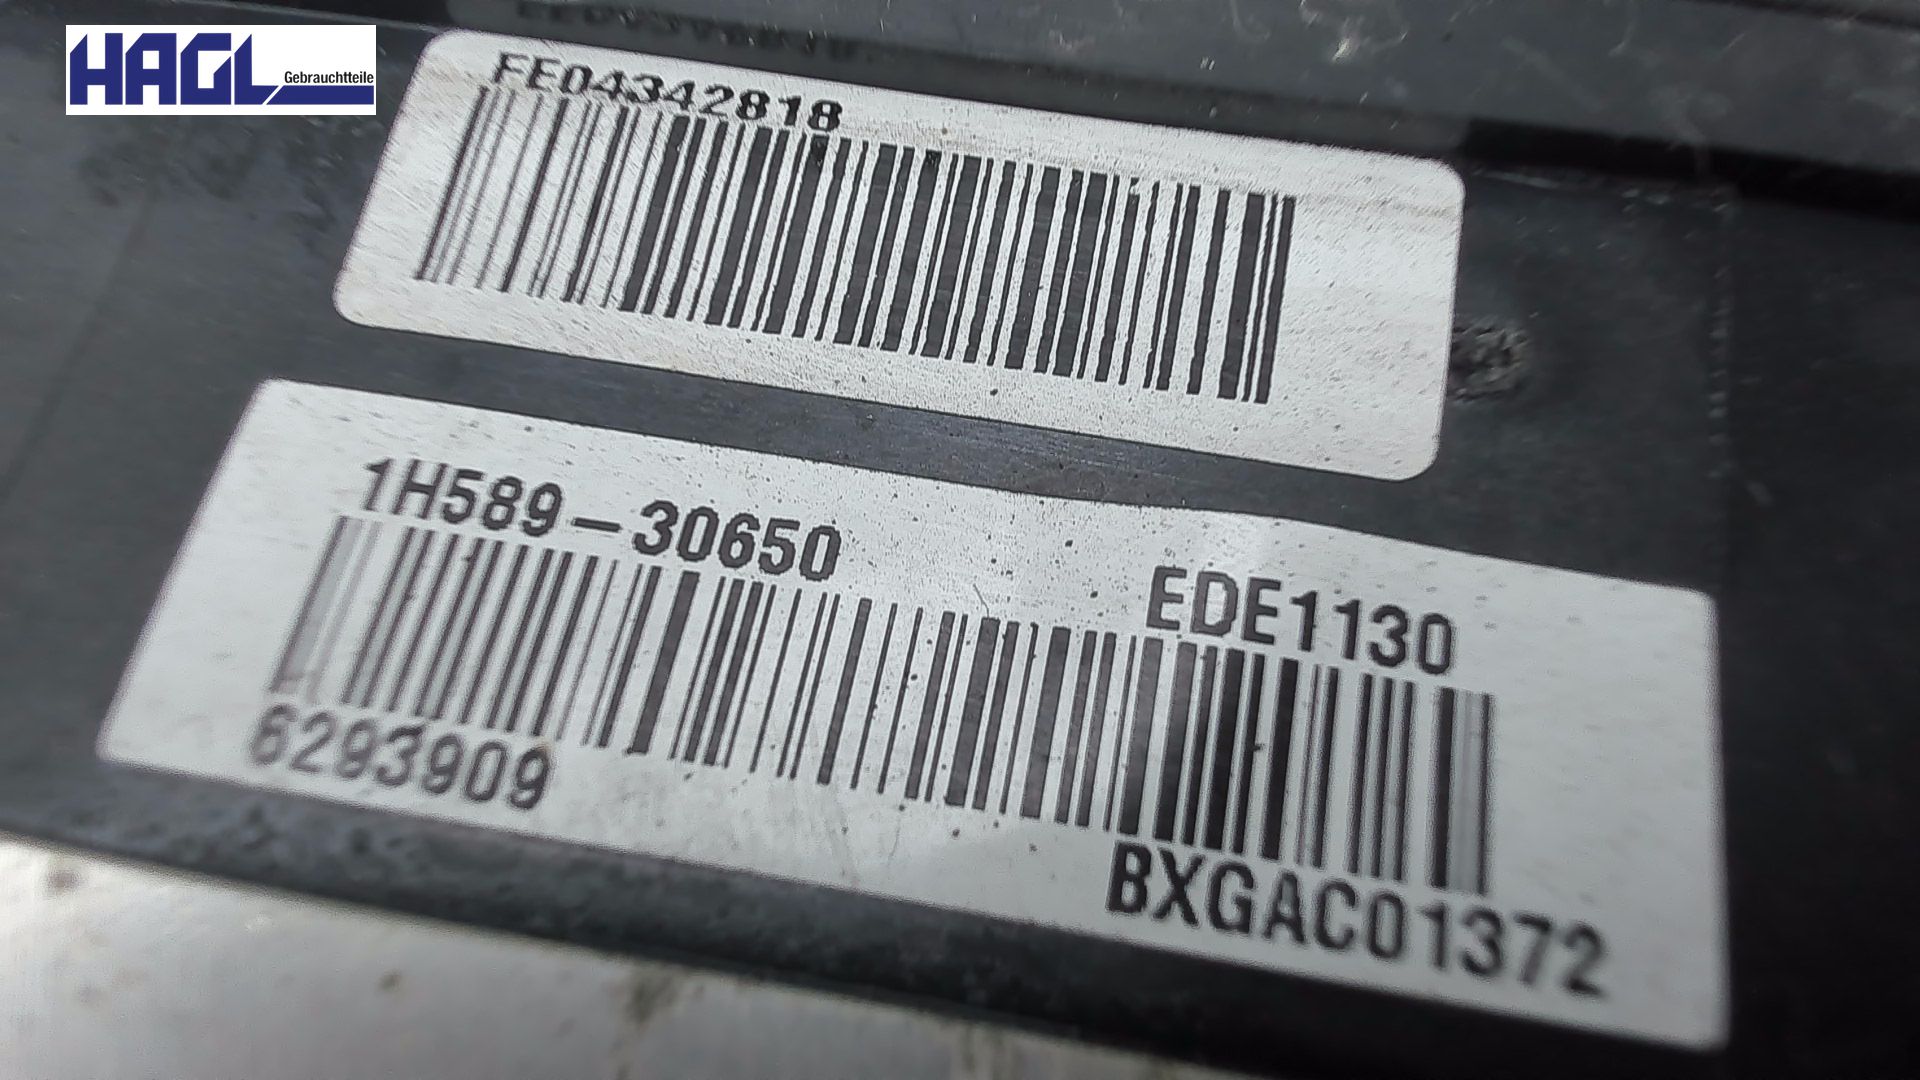 HAGL
Gebrauchtteile
FE04342818
1H589-30650
EDE1130
6293909
BXGAC01372